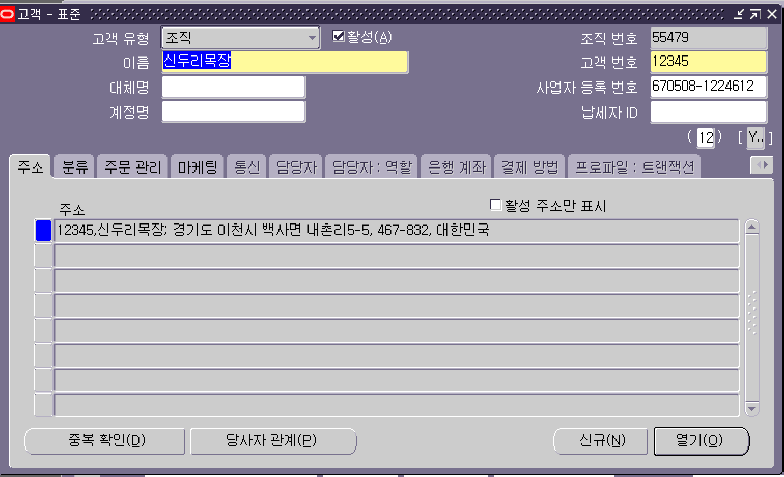 고객 - 표준
고객 유형 조직 활성(A) 조직 번호 55479
이름 신두리목장 고객 번호 12345
대체명 사업자 등록 번호 670508-1224612
계정명 납세자 ID
( 12 ) [ Y.. ]
주소 분류 주문 관리 마케팅 통신 담당자 담당자 : 역할 은행 계좌 결제 방법 프로파일 : 트랜잭션
주소 활성 주소만 표시
12345,신두리목장; 경기도 이천시 백사면 내촌리5-5, 467-832, 대한민국
중복 확인(D) 당사자 관계(P) 신규(N) 열기(O)